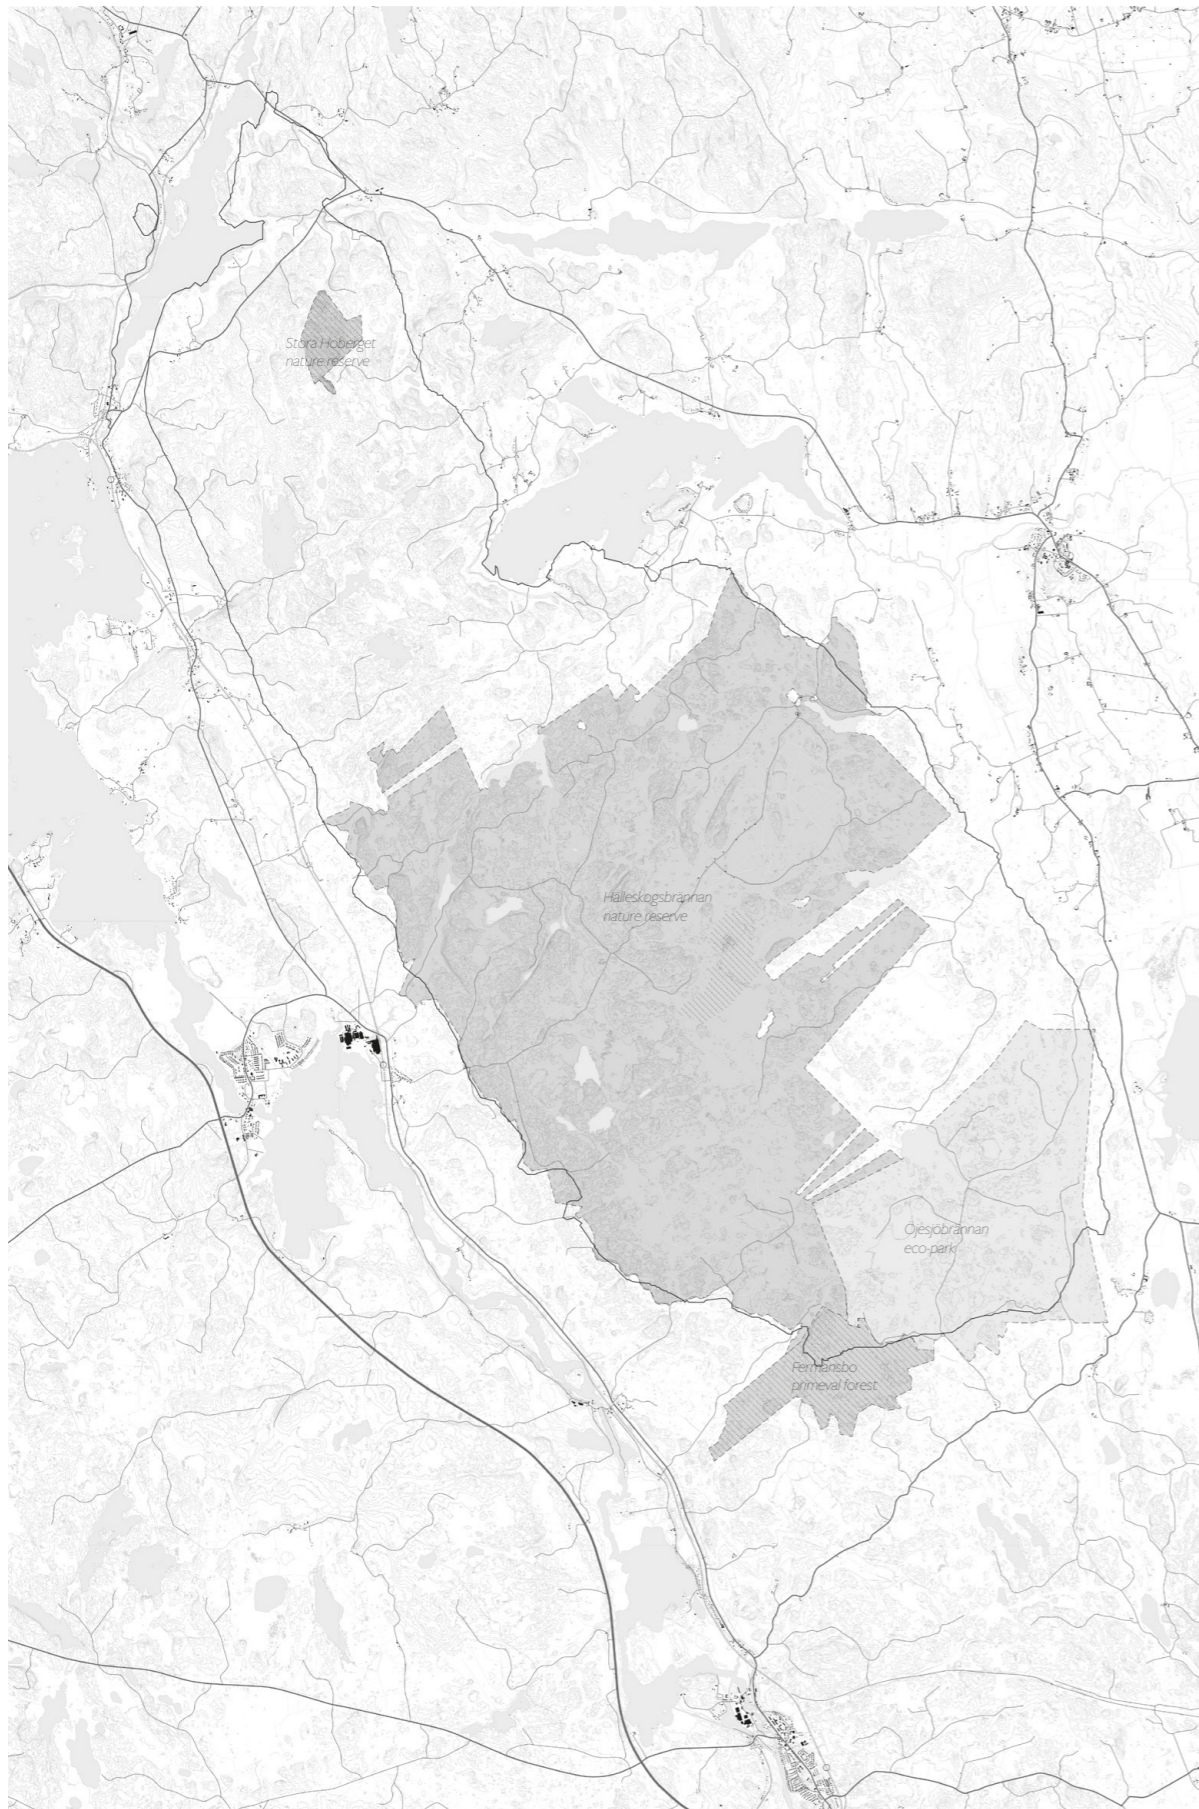 Stora Hoberget
nature reserve
Hälleskogsbrännan
nature reserve
Öjesjöbrännan
eco-park
Fermansbo
primeval forest